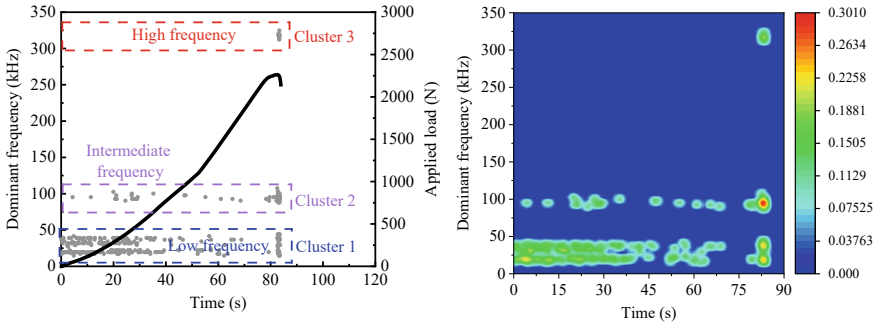 350
300
250
200
150
100
50
0
Dominant frequency (kHz)
High frequency
Cluster 3
Intermediate
frequency
Cluster 2
Low frequency
Cluster 1
0 20 40 60 80 100 120
Time (s)
3000
2500
2000
1500
1000
500
0
Applied load (N)
350
300
250
200
150
100
50
0
Dominant frequency (kHz)
0 15 30 45 60 75 90
Time (s)
0.3010
0.2634
0.2258
0.1881
0.1505
0.1129
0.07525
0.03763
0.000